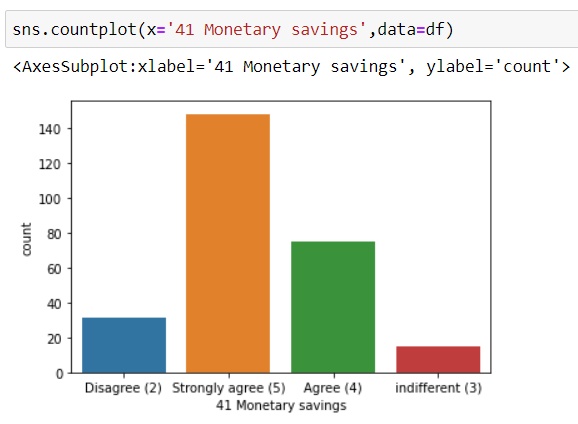 sns.countplot(x='41 Monetary savings',data=df)
<AxesSubplot:xlabel='41 Monetary savings', ylabel='count'>
140
120
100
80
60
40
20
0
count
Disagree (2) Strongly agree (5) Agree (4) indifferent (3)
41 Monetary savings